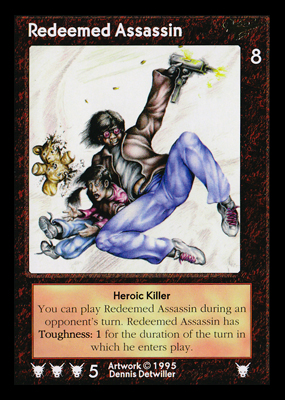 Redeemed Assassin
8
Heroic Killer
You can play Redeemed Assassin during an
opponent's turn. Redeemed Assassin has
Toughness: 1 for the duration of the turn in
which he enters play.
5
Artwork © 1995
Dennis Detwiller